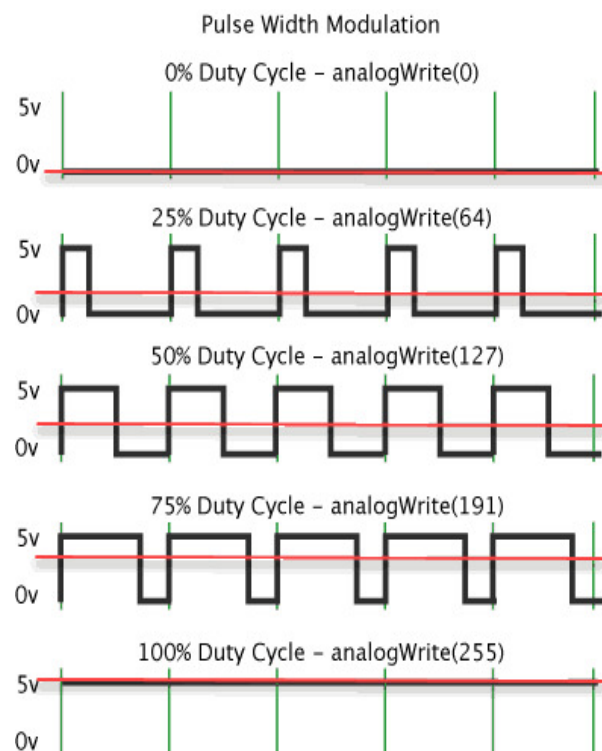 Pulse Width Modulation
0% Duty Cycle – analogWrite(0)
5v
0v
25% Duty Cycle – analogWrite(64)
5v
0v
50% Duty Cycle – analogWrite(127)
5v
0v
75% Duty Cycle – analogWrite(191)
5v
0v
100% Duty Cycle – analogWrite(255)
5v
0v